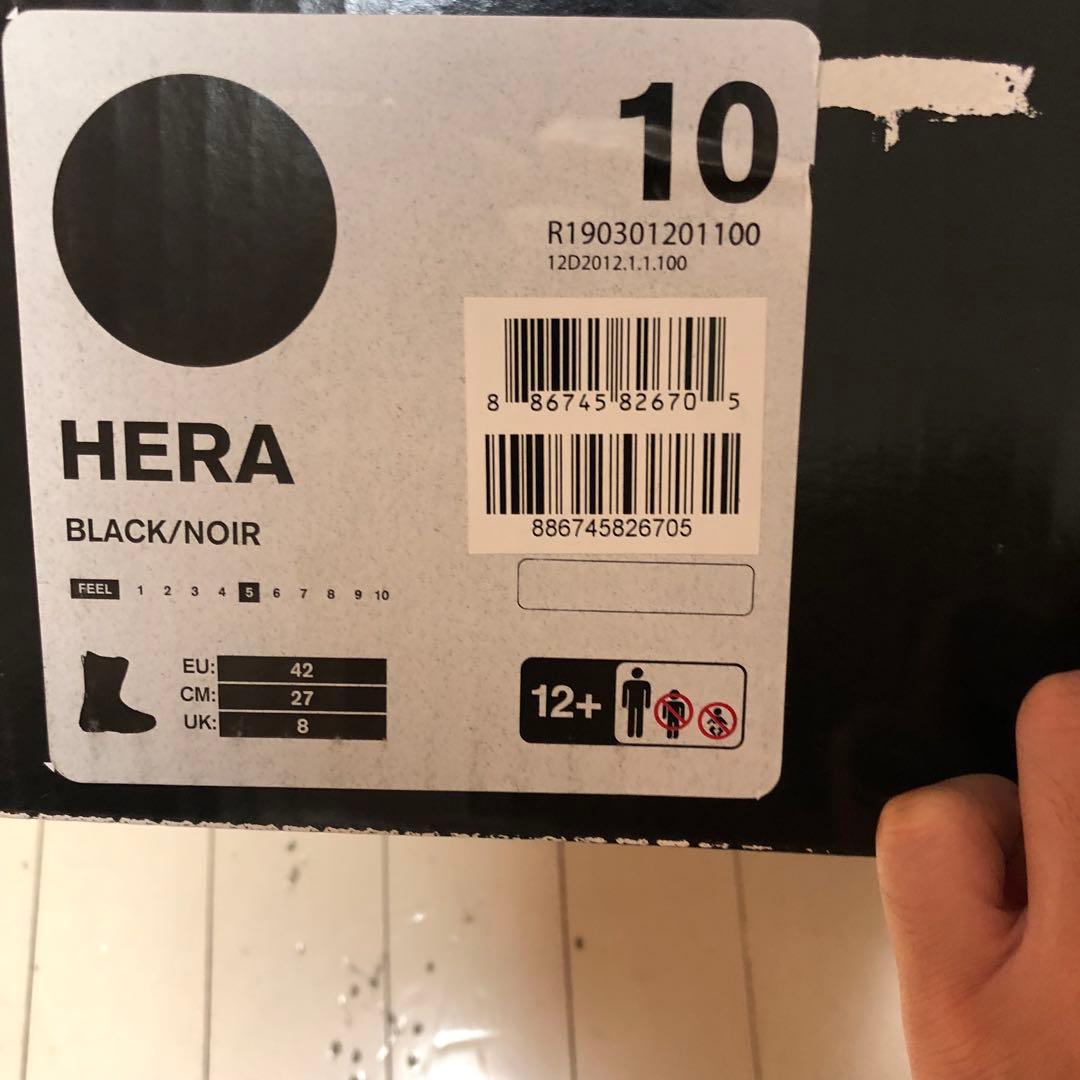 10
R190301201100
12D2012.1.1.100
8 86745 82670 5
886745826705
HERA
BLACK/NOIR
FEEL 1 2 3 4 5 6 7 8 9 10
EU: 42
CM: 27
UK: 8
12+